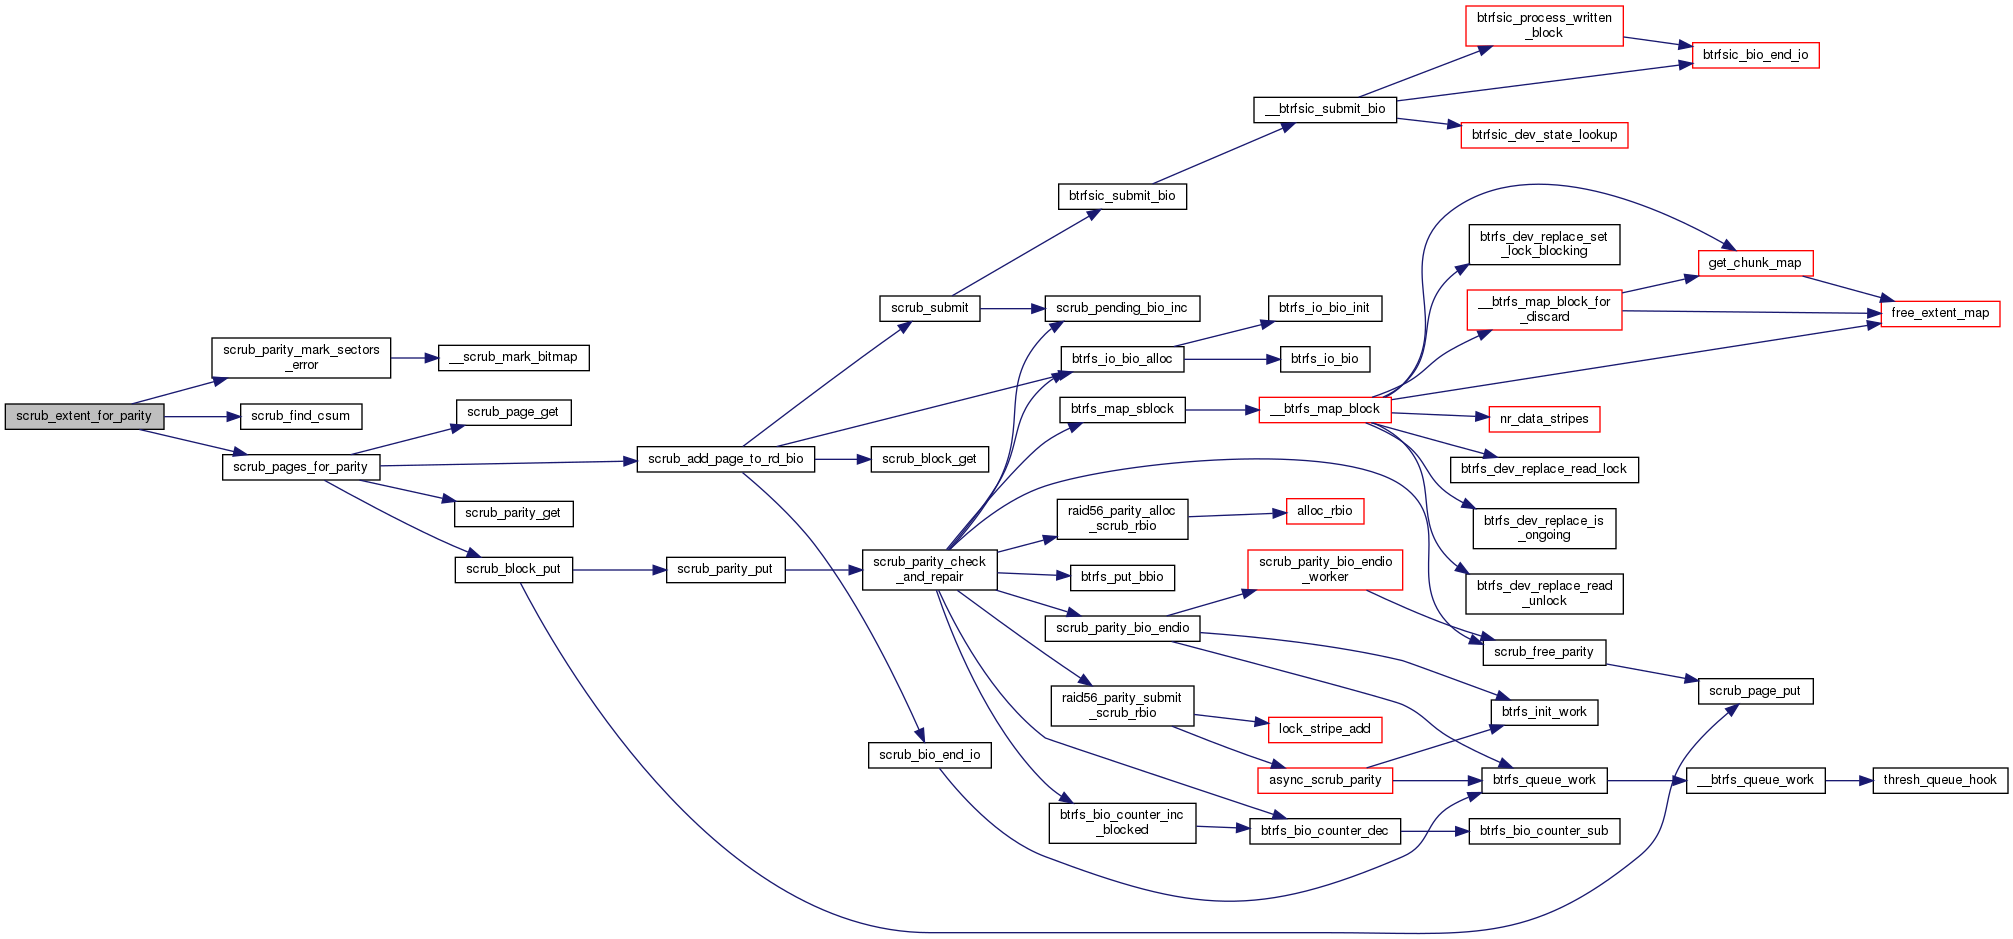 scrub_extent_for_parity
scrub_parity_mark_sectors
_error
scrub_find_csum
scrub_pages_for_parity
__scrub_mark_bitmap
scrub_page_get
scrub_parity_get
scrub_block_put
scrub_add_page_to_rd_bio
scrub_parity_put
scrub_submit
scrub_block_get
scrub_parity_check
_and_repair
scrub_bio_end_io
btrfsic_submit_bio
scrub_pending_bio_inc
btrfs_io_bio_alloc
btrfs_map_sblock
raid56_parity_alloc
_scrub_rbio
btrfs_put_bbio
scrub_parity_bio_endio
raid56_parity_submit
_scrub_rbio
btrfs_bio_counter_inc
_blocked
__btrfsic_submit_bio
btrfs_io_bio_init
btrfs_io_bio
__btrfs_map_block
alloc_rbio
scrub_parity_bio_endio
_worker
lock_stripe_add
async_scrub_parity
btrfs_bio_counter_dec
btrfsic_process_written
_block
btrfsic_dev_state_lookup
btrfs_dev_replace_set
_lock_blocking
__btrfs_map_block_for
_discard
nr_data_stripes
btrfs_dev_replace_read_lock
btrfs_dev_replace_is
_ongoing
btrfs_dev_replace_read
_unlock
scrub_free_parity
btrfs_init_work
btrfs_queue_work
btrfs_bio_counter_sub
btrfsic_bio_end_io
get_chunk_map
scrub_page_put
__btrfs_queue_work
free_extent_map
thresh_queue_hook